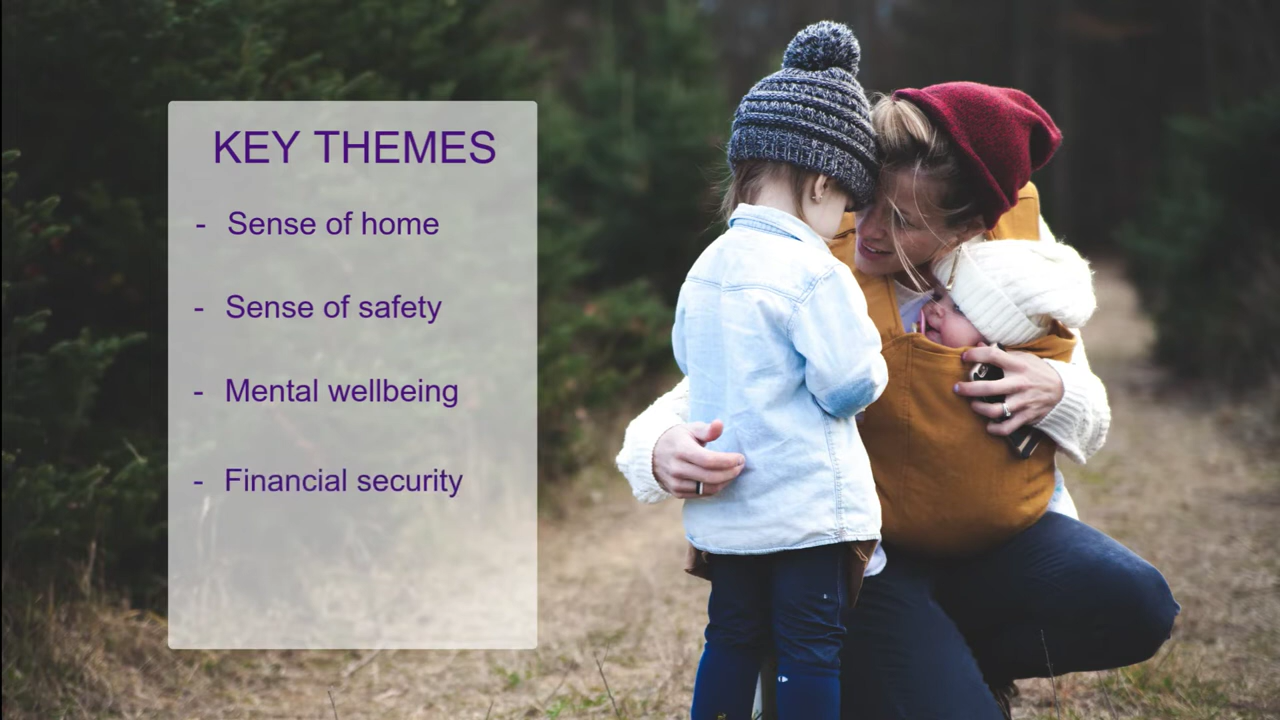 KEY THEMES
- Sense of home
- Sense of safety
- Mental wellbeing
- Financial security